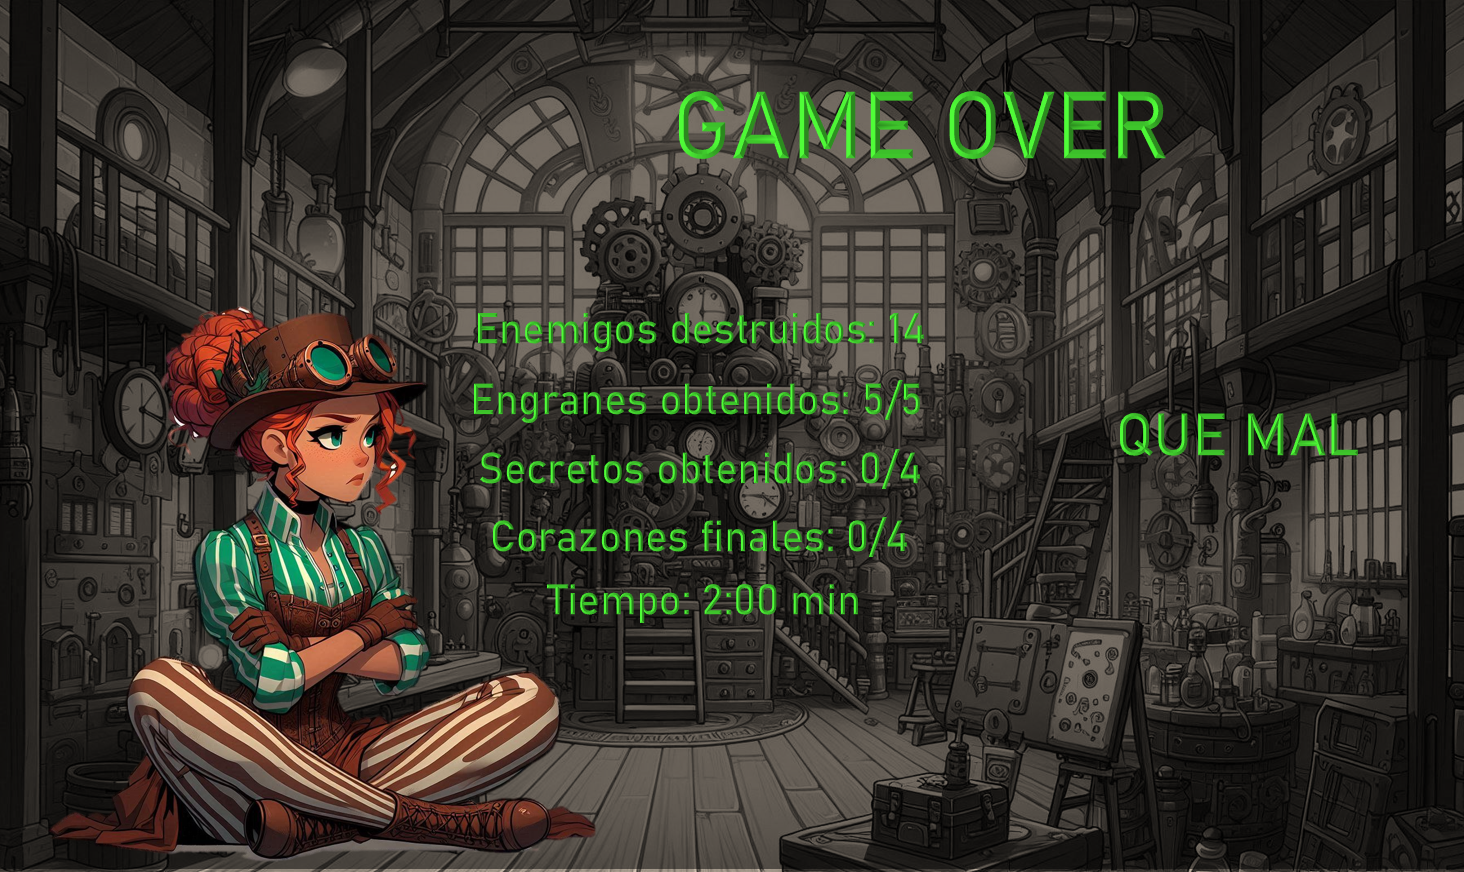 GAME OVER
Enemigos destruidos: 14
Engranes obtenidos: 5/5
QUE MAL
Secretos obtenidos: 0/4
Corazones finales: 0/4
Tiempo: 2:00 min